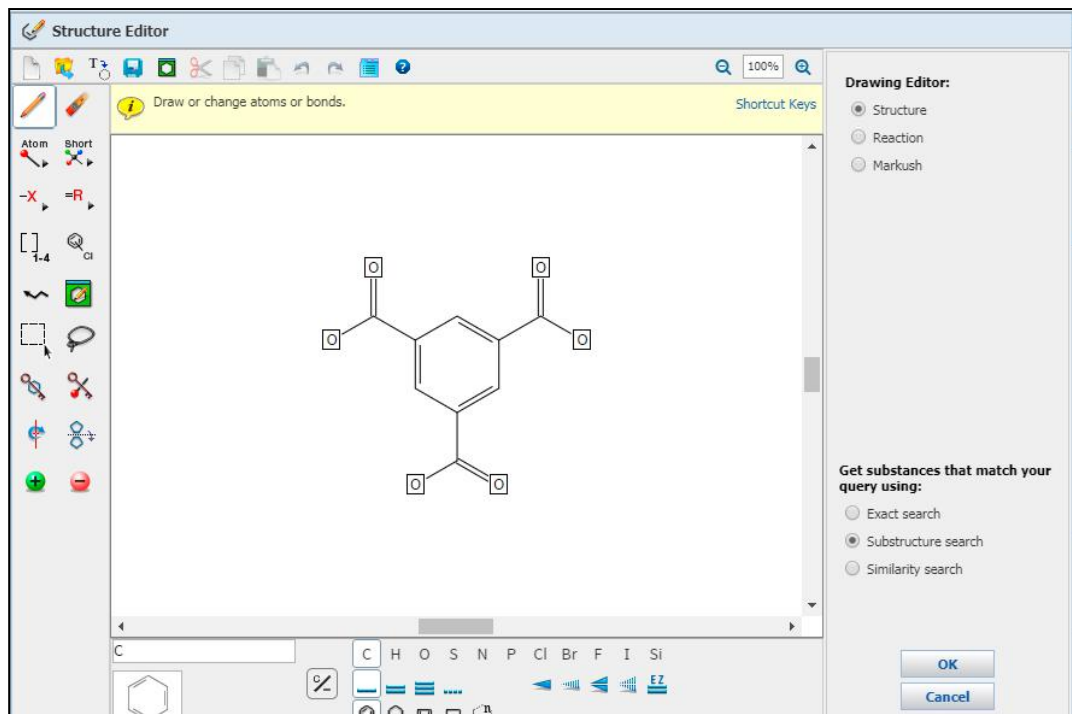 Structure Editor
T
100%
Draw or change atoms or bonds.
Shortcut Keys
Drawing Editor:
Structure
Reaction
Markush
Atom
Short
-X
=R
[ ] 1-4
Cl
O
O
O
O
O
O
Get substances that match your
query using:
Exact search
Substructure search
Similarity search
OK
Cancel
C
C H O S N P Cl Br F I Si
EZ
n